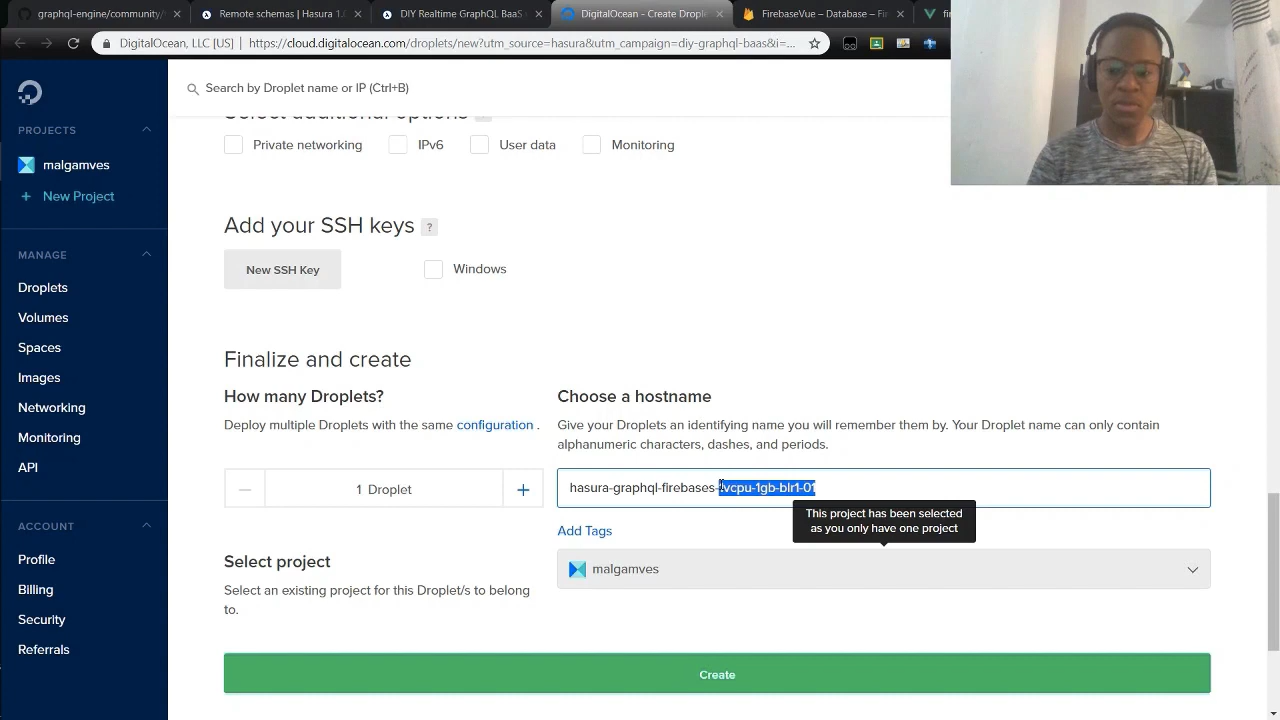 graphql-engine/community/
Remote schemas | Hasura 1.0
DIY Realtime GraphQL BaaS
DigitalOcean - Create Drople
FirebaseVue – Database – Fir
DigitalOcean, LLC [US] | https://cloud.digitalocean.com/droplets/new?utm_source=hasura&utm_campaign=diy-graphql-baas&i=...
Search by Droplet name or IP (Ctrl+B)
PROJECTS
malgamves
+ New Project
MANAGE
Droplets
Volumes
Spaces
Images
Networking
Monitoring
API
ACCOUNT
Profile
Billing
Security
Referrals
Select additional options
Private networking
IPv6
User data
Monitoring
Add your SSH keys ?
New SSH Key
Windows
Finalize and create
How many Droplets?
Deploy multiple Droplets with the same configuration .
1 Droplet
Choose a hostname
Give your Droplets an identifying name you will remember them by. Your Droplet name can only contain
alphanumeric characters, dashes, and periods.
hasura-graphql-firebases-1vcpu-1gb-blr1-01
Add Tags
This project has been selected
as you only have one project
Select project
Select an existing project for this Droplet/s to belong
to.
malgamves
Create